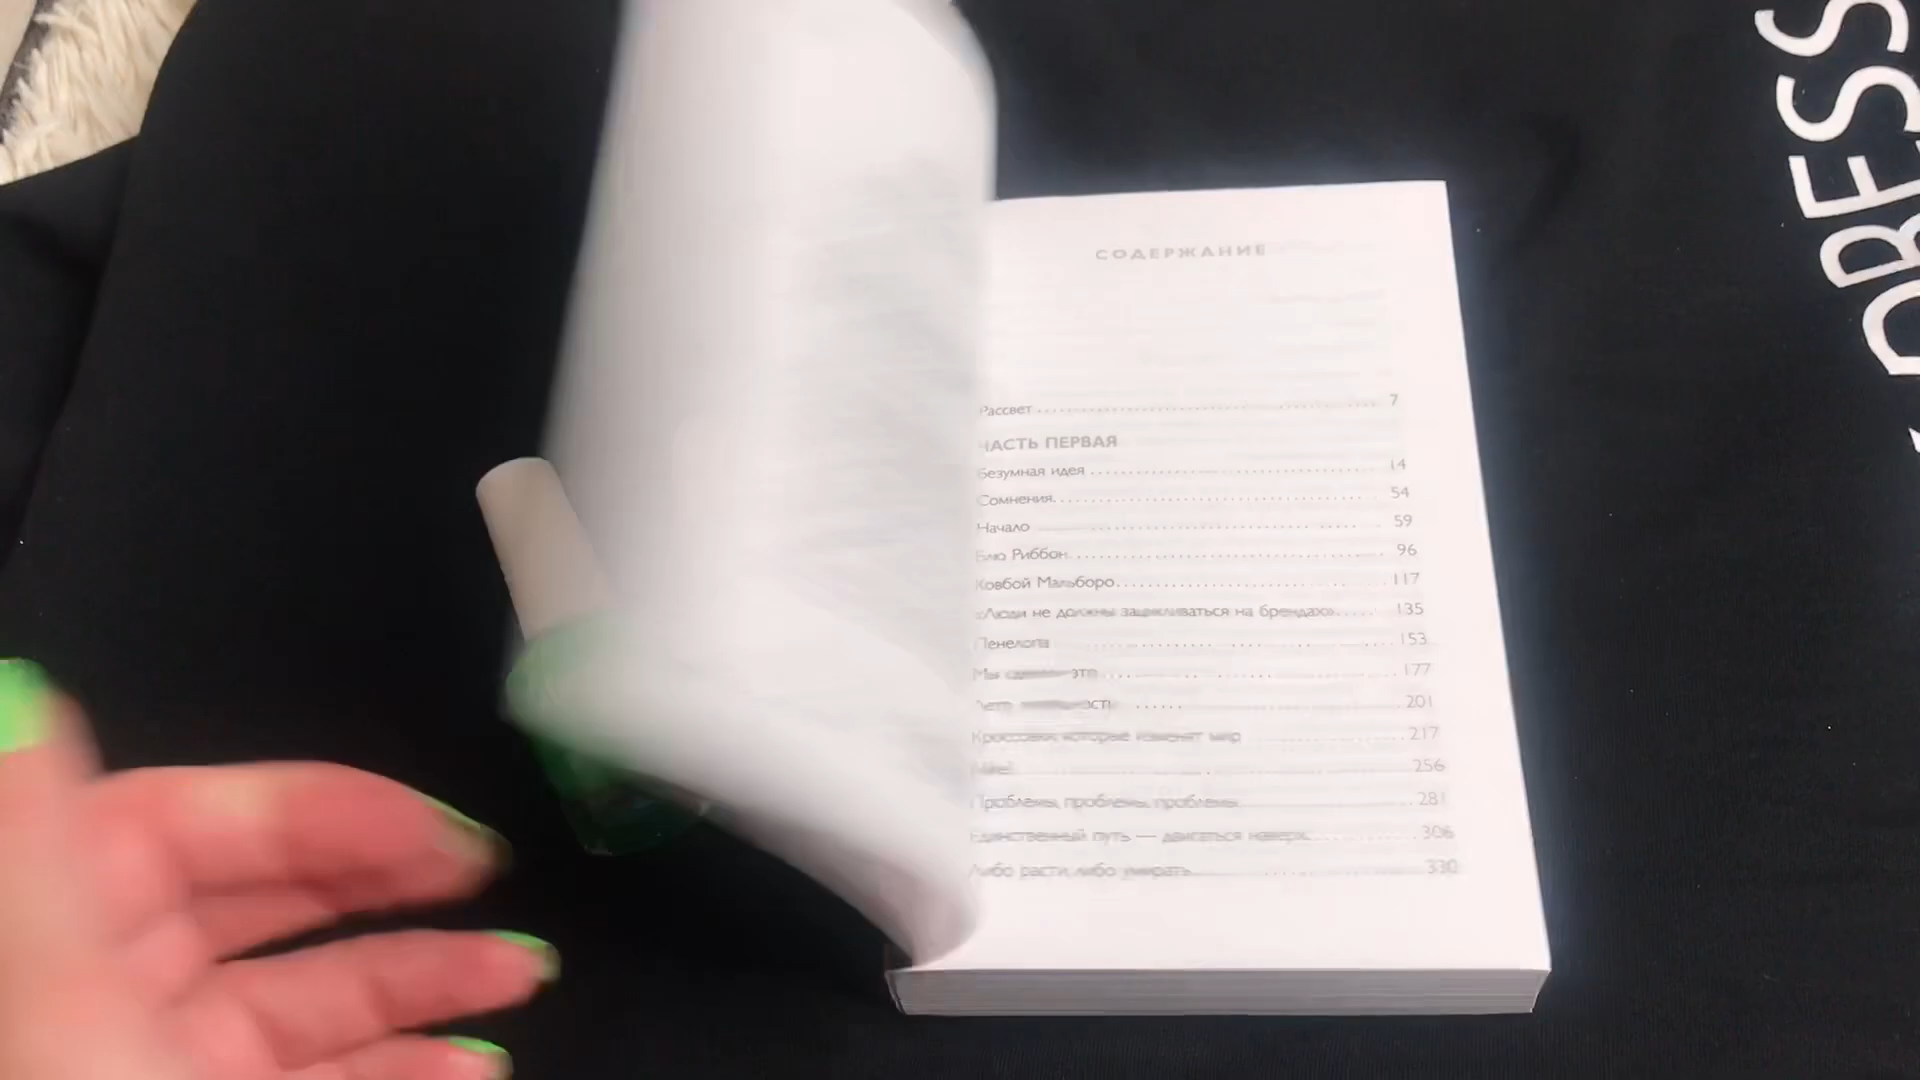 СОДЕРЖАНИЕ
Рассвет 7
ЧАСТЬ ПЕРВАЯ
Безумная идея 14
Сомнения 54
Начало 59
Блю Риббон 96
Ковбой Мальборо 117
«Люди не должны зацикливаться на брендах» 135
Пенелопа 153
Мы это 177
201
Кроссовки, которые изменят мир 217
256
Проблемы, проблемы, проблемы 281
Единственный путь — двигаться наверх 306
Либо расти, либо умирать 330